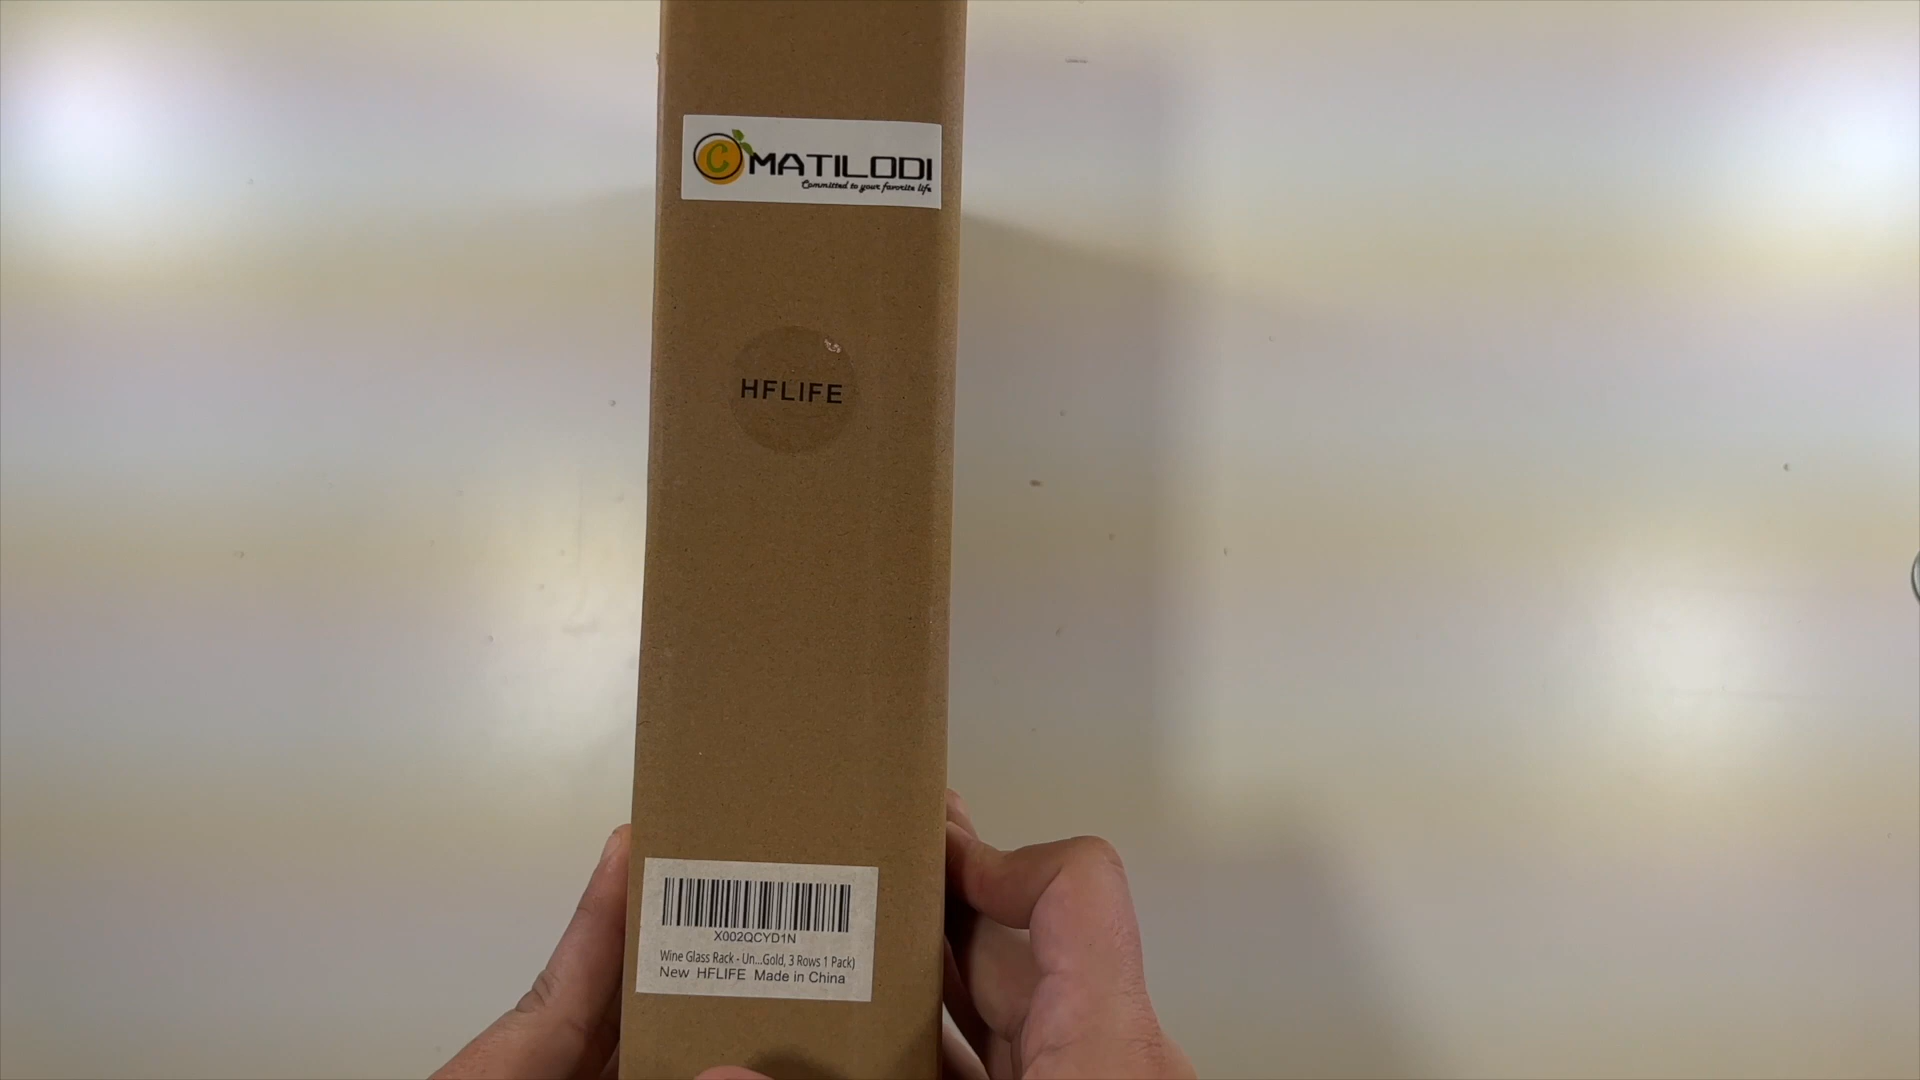 C MATILODI
Committed to your favorite life
HFLIFE
X002QCYD1N
Wine Glass Rack - Un...Gold, 3 Rows 1 Pack)
New HFLIFE Made in China